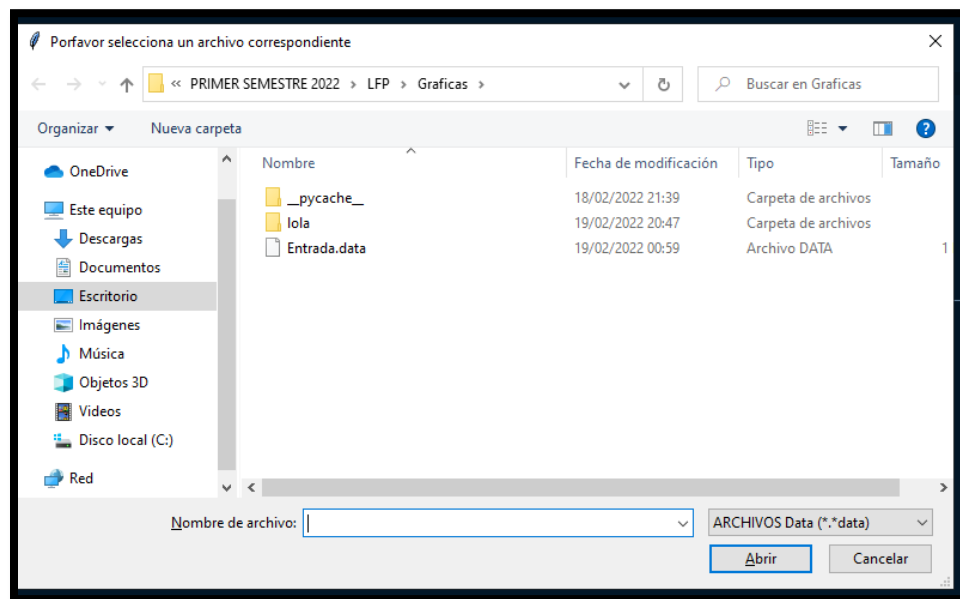 Porfavor selecciona un archivo correspondiente
« PRIMER SEMESTRE 2022 > LFP > Graficas >
Buscar en Graficas
Organizar Nueva carpeta
Nombre Fecha de modificación Tipo Tamaño
OneDrive
Este equipo
Descargas
Documentos
Escritorio
Imágenes
Música
Objetos 3D
Videos
Disco local (C:)
Red
__pycache__ 18/02/2022 21:39 Carpeta de archivos
lola 19/02/2022 20:47 Carpeta de archivos
Entrada.data 19/02/2022 00:59 Archivo DATA 1
Nombre de archivo: ARCHIVOS Data (*.*data)
Abrir Cancelar